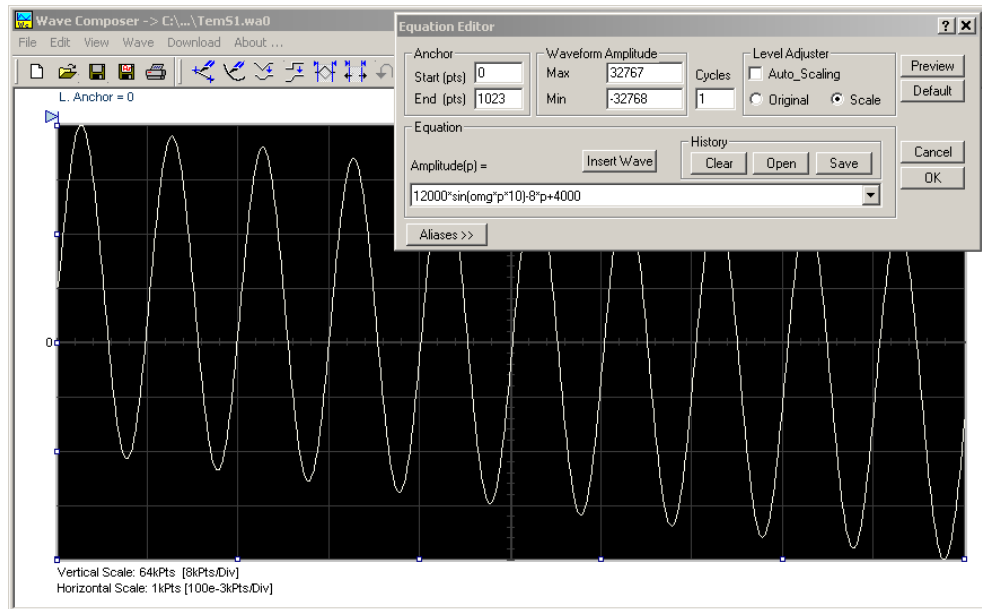 Wave Composer -> C:\...\TemS1.wa0
File Edit View Wave Download About ...
L. Anchor = 0
0
Vertical Scale: 64kPts [8kPts/Div]
Horizontal Scale: 1kPts [100e-3kPts/Div]
Equation Editor
Anchor
Start (pts) 0
End (pts) 1023
Waveform Amplitude
Max 32767
Min -32768
Cycles
1
Level Adjuster
Auto_Scaling
Original Scale
Preview
Default
Equation
Amplitude(p) =
Insert Wave
History
Clear Open Save
12000*sin(omg*p*10)-8*p+4000
Cancel
OK
Aliases >>